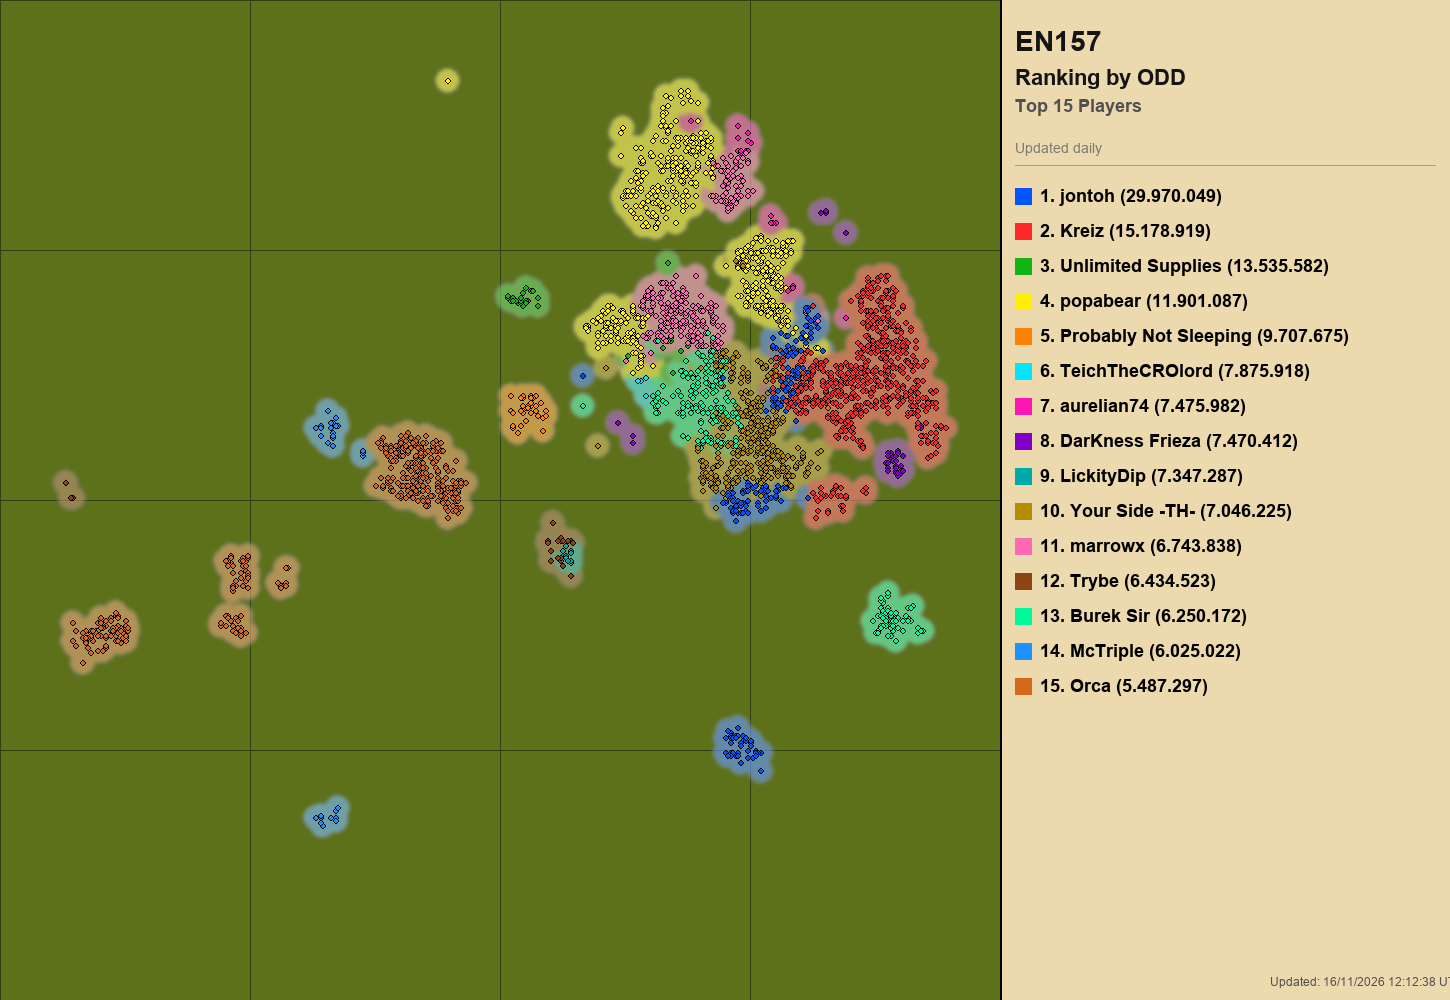 EN157
Ranking by ODD
Top 15 Players
Updated daily
1. jontoh (29.970.049)
2. Kreiz (15.178.919)
3. Unlimited Supplies (13.535.582)
4. popabear (11.901.087)
5. Probably Not Sleeping (9.707.675)
6. TeichTheCROlord (7.875.918)
7. aurelian74 (7.475.982)
8. DarKness Frieza (7.470.412)
9. LickityDip (7.347.287)
10. Your Side -TH- (7.046.225)
11. marrowx (6.743.838)
12. Trybe (6.434.523)
13. Burek Sir (6.250.172)
14. McTriple (6.025.022)
15. Orca (5.487.297)
Updated: 16/11/2026 12:12:38 U